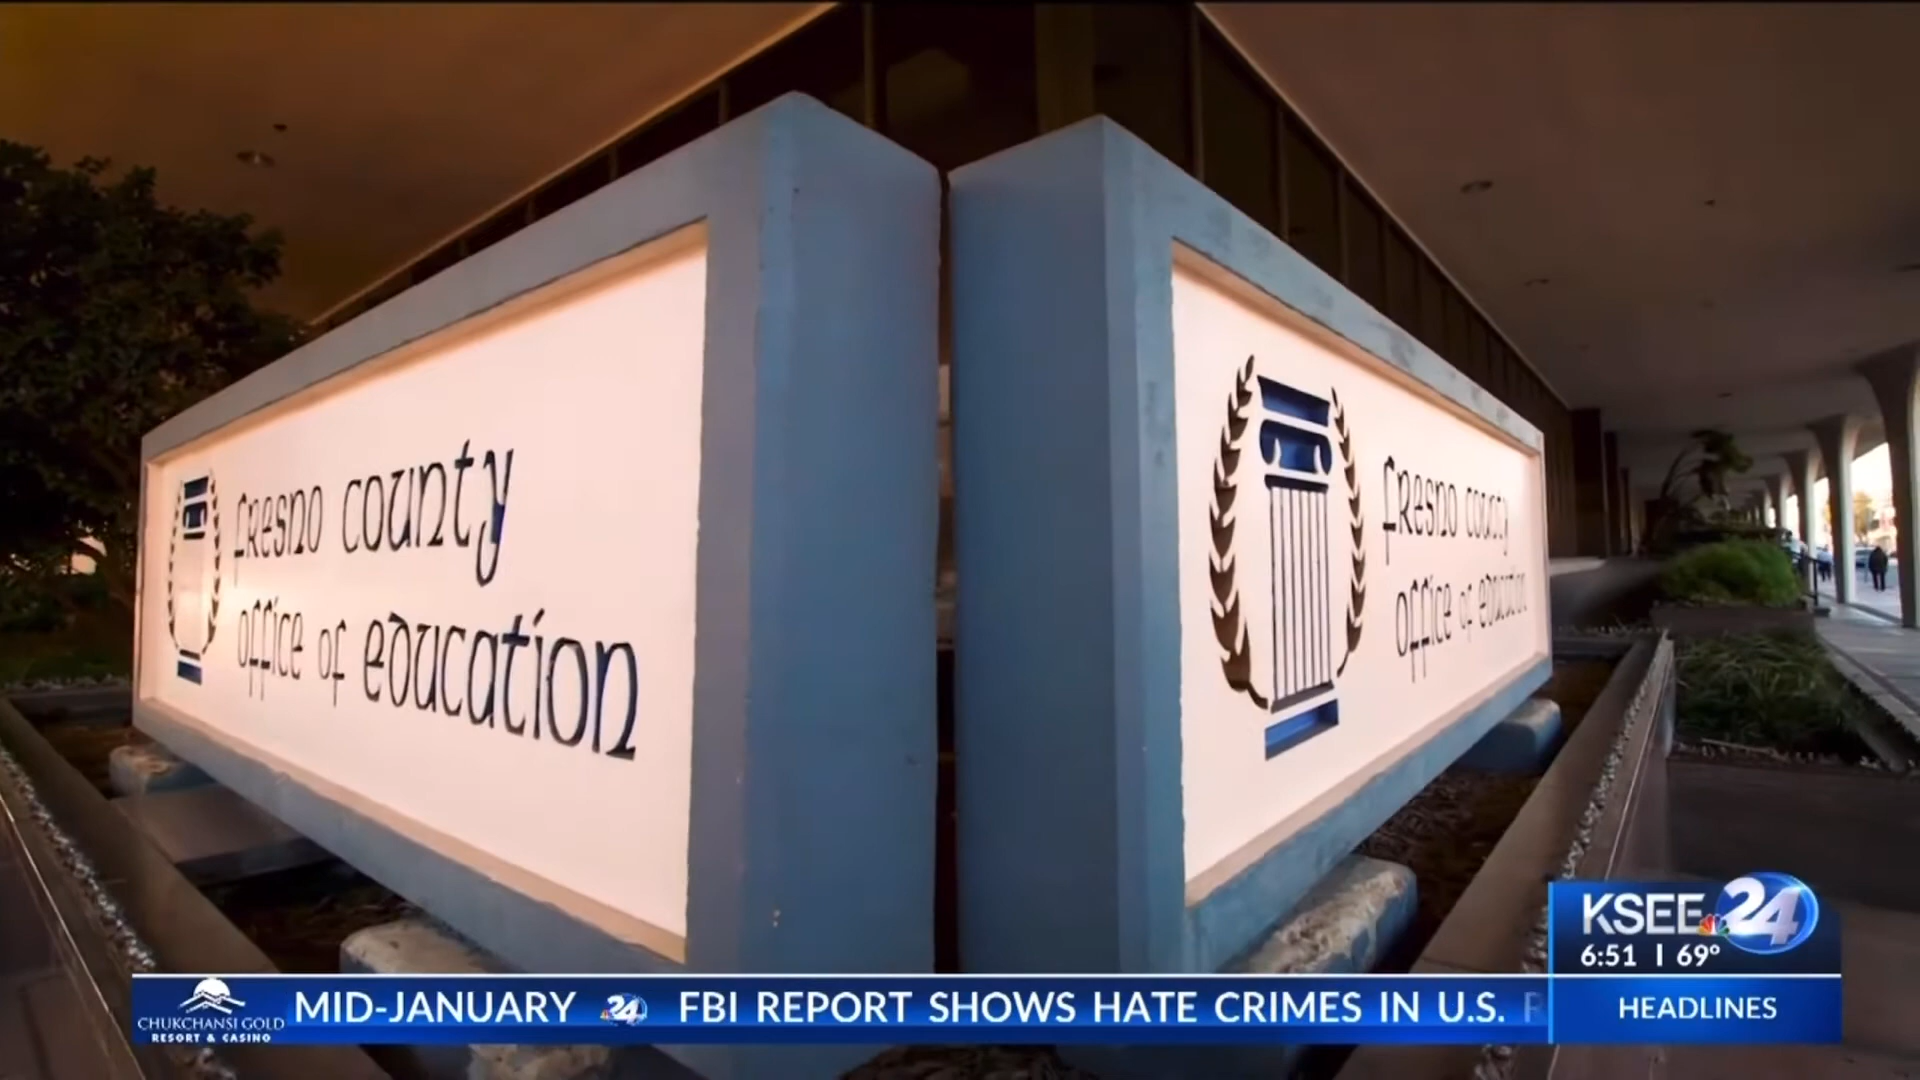 fresno county
office of education
fresno county
office of education
KSEE 24
6:51 | 69°
CHUKCHANSI GOLD
RESORT & CASINO
MID-JANUARY 24 FBI REPORT SHOWS HATE CRIMES IN U.S.
HEADLINES